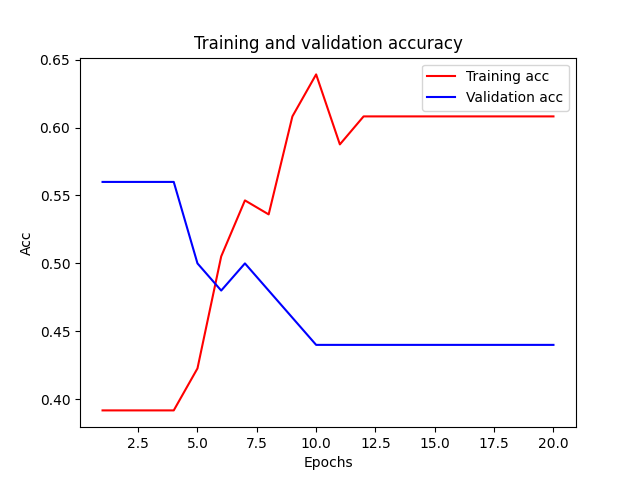 Training and validation accuracy
Training acc
Validation acc
0.65
0.60
0.55
0.50
0.45
0.40
Acc
2.5 5.0 7.5 10.0 12.5 15.0 17.5 20.0
Epochs